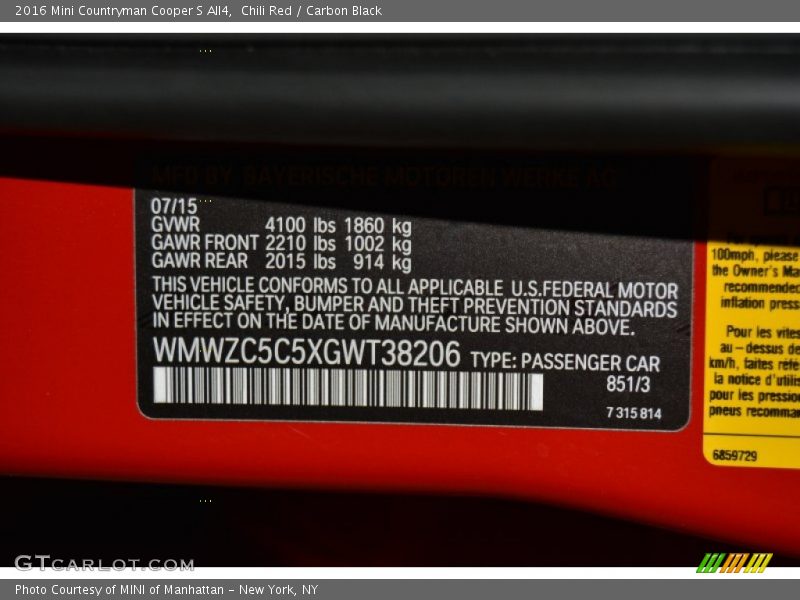 2016 Mini Countryman Cooper S All4, Chili Red / Carbon Black
MFD BY BAYERISCHE MOTOREN WERKE AG
07/15
GVWR 4100 lbs 1860 kg
GAWR FRONT 2210 lbs 1002 kg
GAWR REAR 2015 lbs 914 kg
THIS VEHICLE CONFORMS TO ALL APPLICABLE U.S.FEDERAL MOTOR
VEHICLE SAFETY, BUMPER AND THEFT PREVENTION STANDARDS
IN EFFECT ON THE DATE OF MANUFACTURE SHOWN ABOVE.
WMWZC5C5XGWT38206 TYPE: PASSENGER CAR
851/3
7 315 814
100mph, please
the Owner's Ma
recommended
inflation press
Pour les vites
au - dessus de
km/h, faites réfé
la notice d'utilis
pour les pression
pneus recomman
6859729
GTCARLOT.COM
Photo Courtesy of MINI of Manhattan - New York, NY